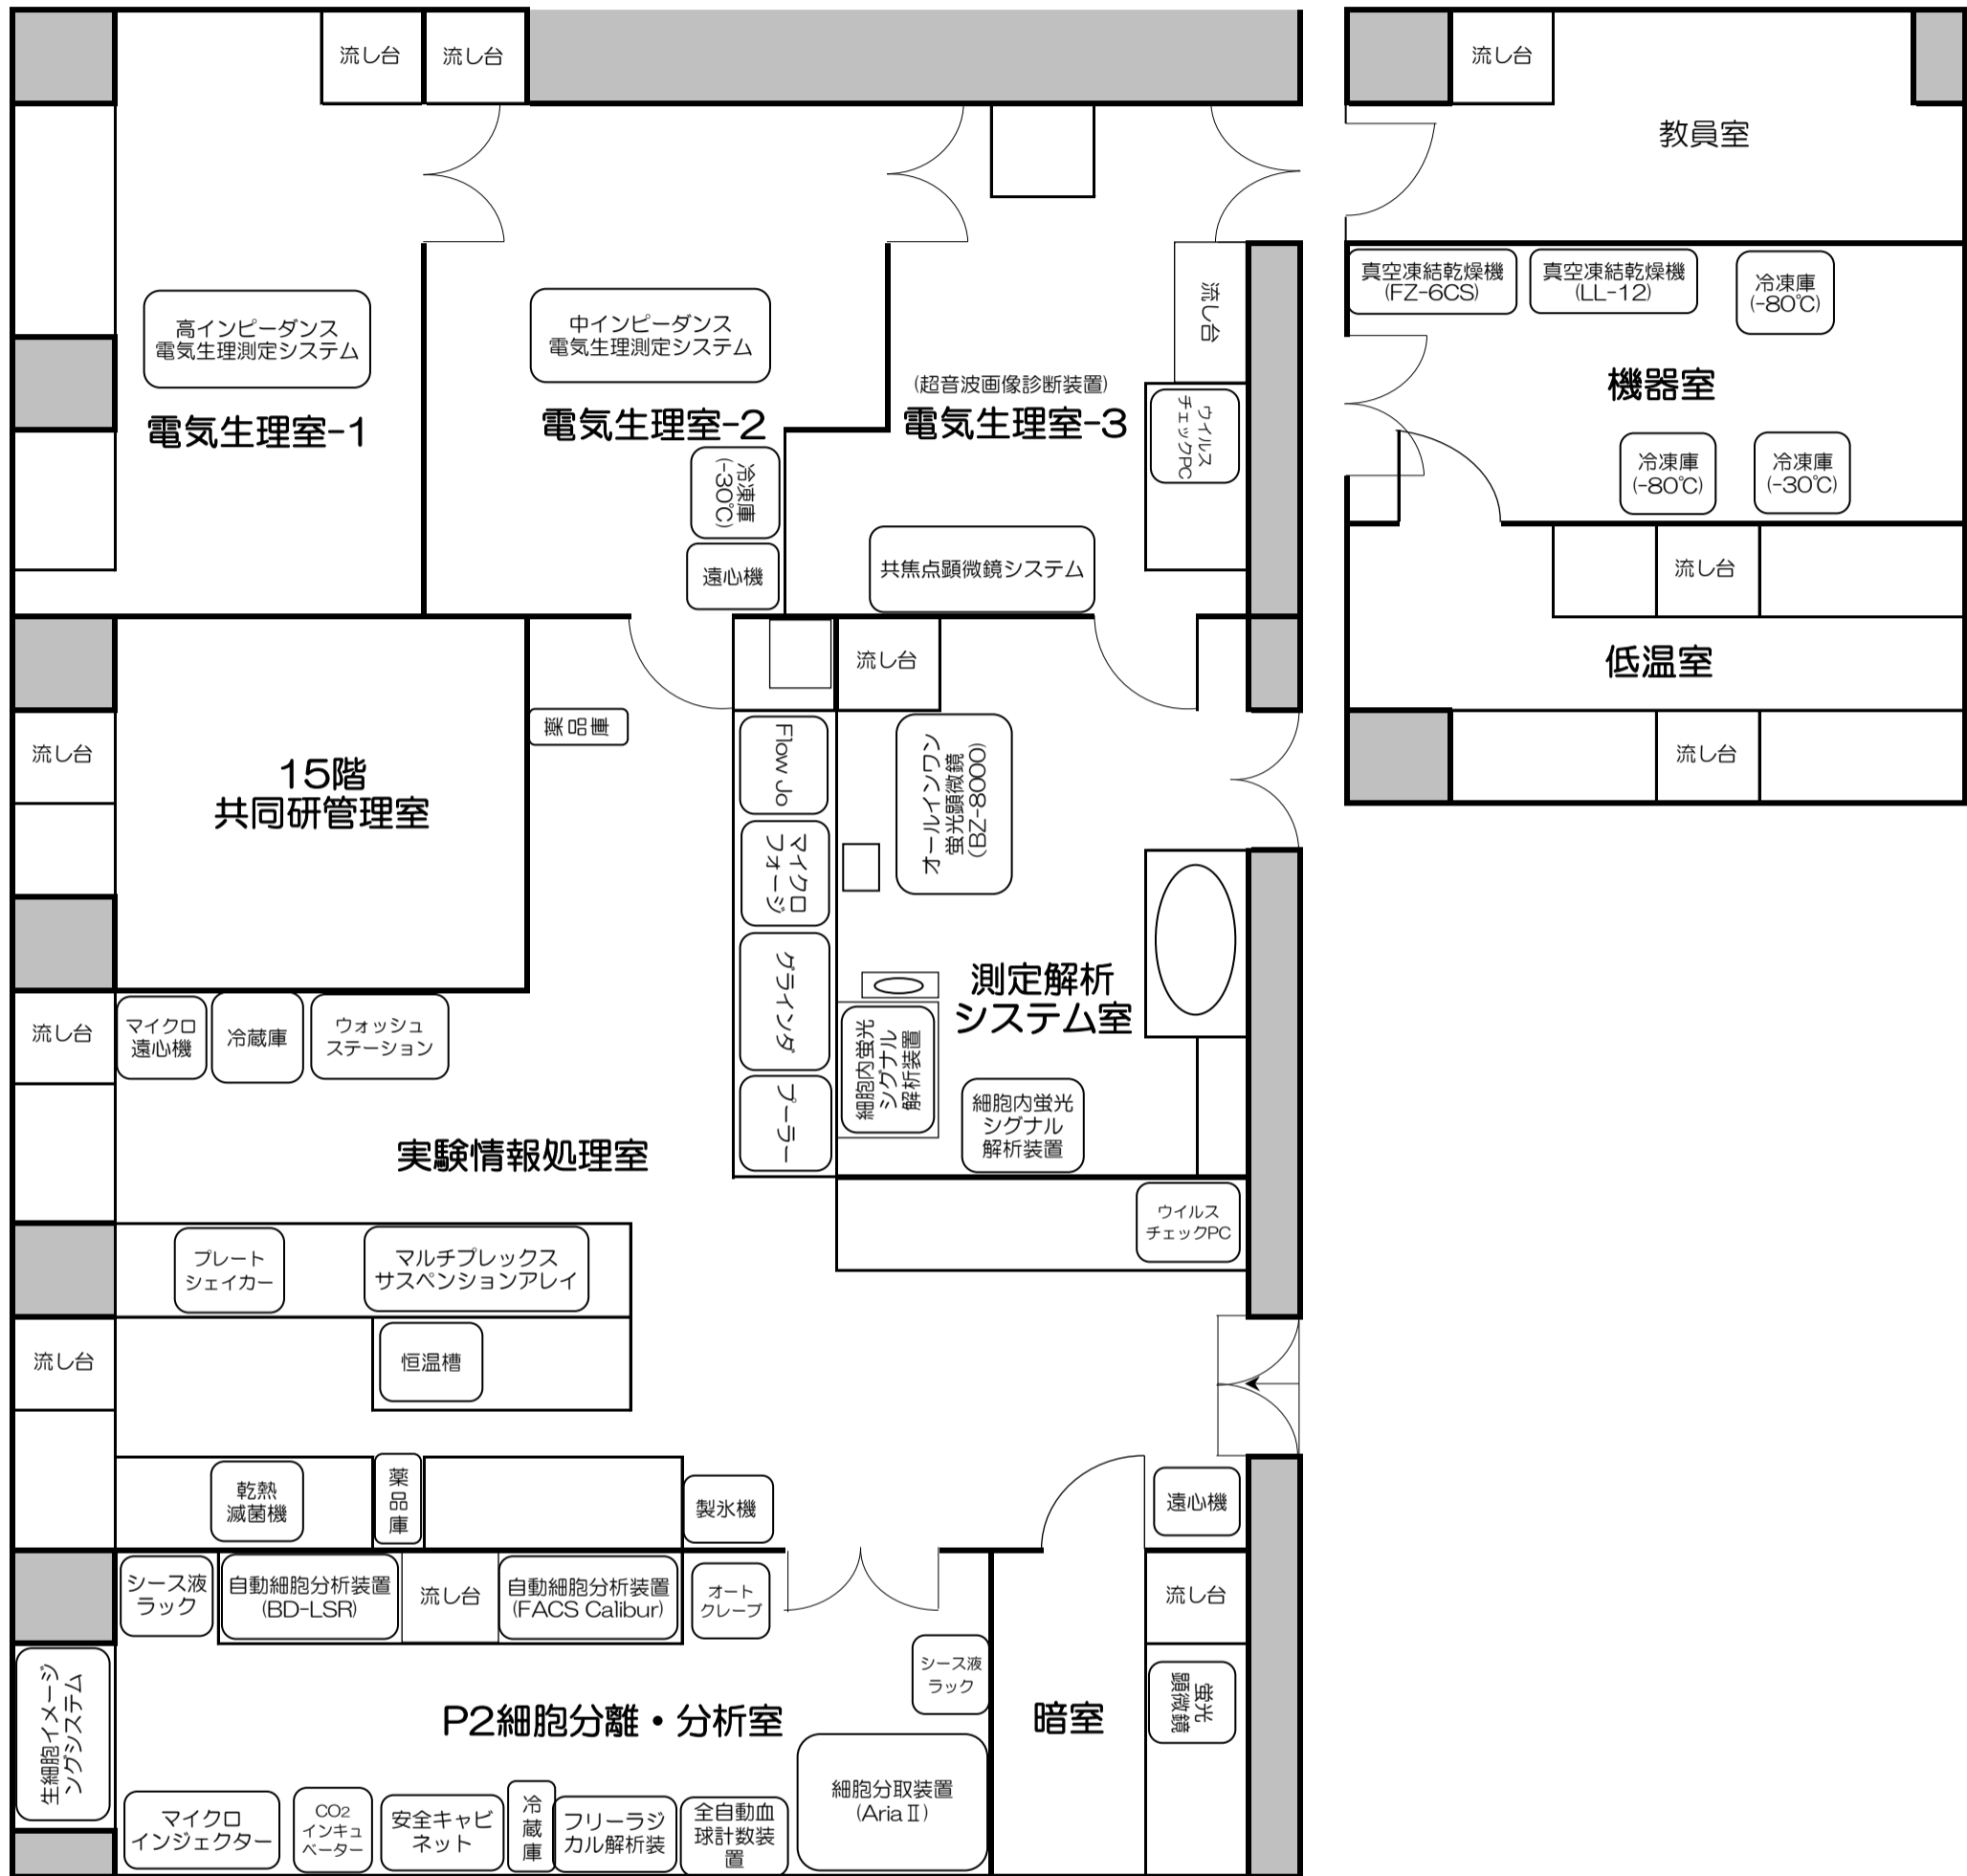 流し台
流し台
流し台
教員室
高インピーダンス
電気生理測定システム
電気生理室-1
中インピーダンス
電気生理測定システム
電気生理室-2
冷凍庫
(-30℃)
遠心機
流し台
(超音波画像診断装置)
電気生理室-3
ウイルス
チェックPC
共焦点顕微鏡システム
真空凍結乾燥機
(FZ-6CS)
真空凍結乾燥機
(LL-12)
冷凍庫
(-80℃)
機器室
冷凍庫
(-80℃)
冷凍庫
(-30℃)
流し台
低温室
流し台
流し台
15階
共同研管理室
薬品庫
流し台
Flow Jo
マイクロ
フォージ
グラインダ
プーラー
オールインワン
蛍光顕微鏡
(BZ-8000)
測定解析
システム室
細胞内蛍光
シグナル
解析装置
細胞内蛍光
シグナル
解析装置
流し台
マイクロ
遠心機
冷蔵庫
ウォッシュ
ステーション
実験情報処理室
ウイルス
チェックPC
プレート
シェイカー
マルチプレックス
サスペンションアレイ
流し台
恒温槽
乾熱
滅菌機
薬品庫
製氷機
遠心機
シース液
ラック
自動細胞分析装置
(BD-LSR)
流し台
自動細胞分析装置
(FACS Calibur)
オート
クレーブ
流し台
シース液
ラック
生細胞イメージ
ングシステム
P2細胞分離・分析室
暗室
蛍光
顕微鏡
マイクロ
インジェクター
CO2
インキュ
ベーター
安全キャビ
ネット
冷蔵庫
フリーラジ
カル解析装
全自動血
球計数装
置
細胞分取装置
(AriaⅡ)